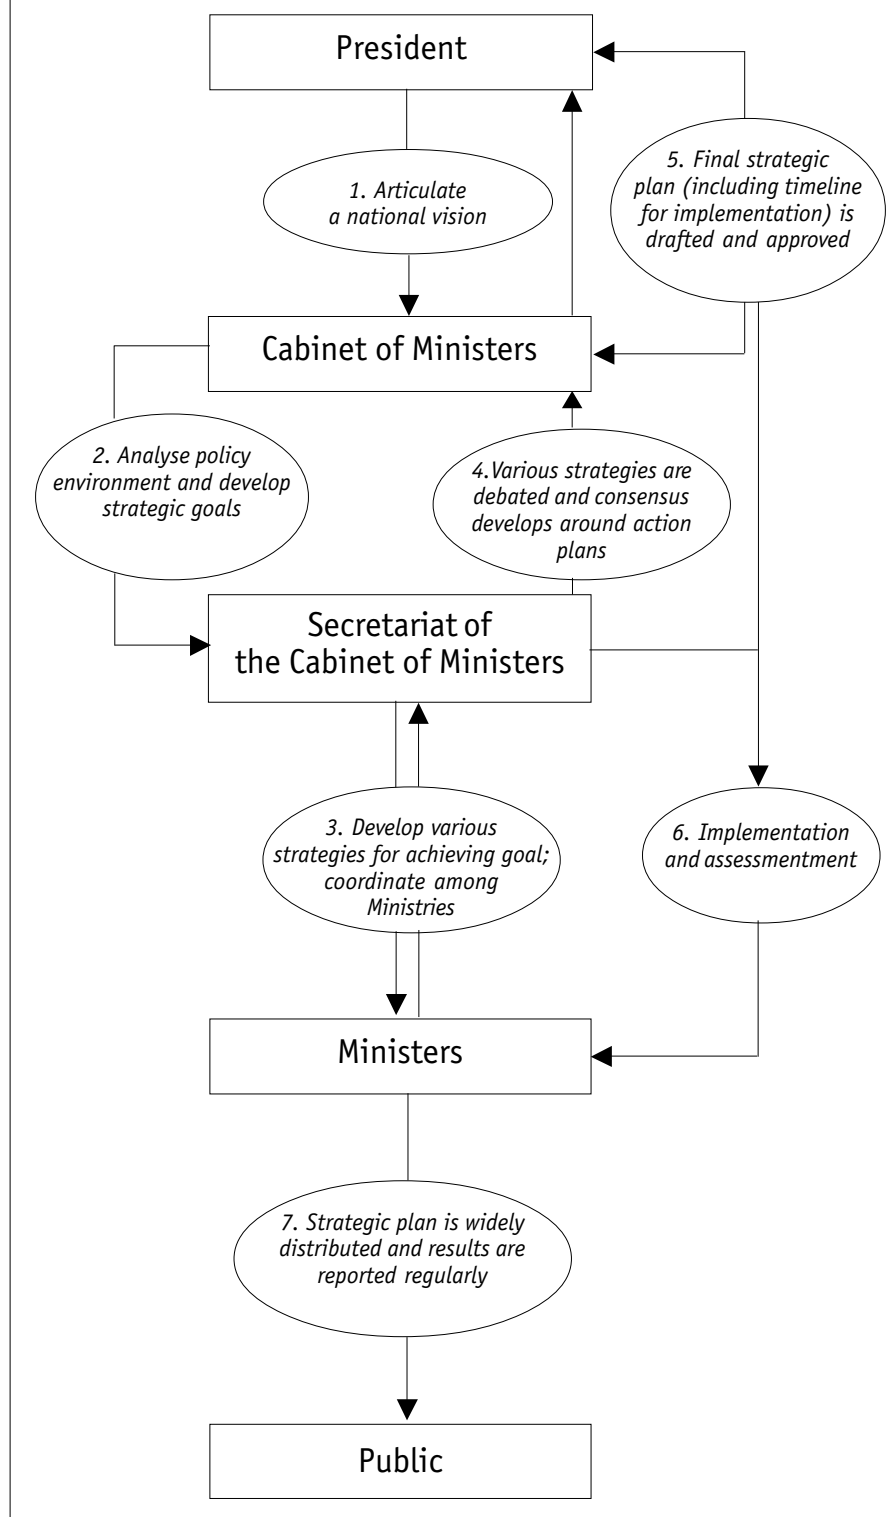 President
1. Articulate
a national vision
5. Final strategic
plan (including timeline
for implementation) is
drafted and approved
Cabinet of Ministers
2. Analyse policy
environment and develop
strategic goals
4.Various strategies are
debated and consensus
develops around action
plans
Secretariat of
the Cabinet of Ministers
3. Develop various
strategies for achieving goal;
coordinate among
Ministries
6. Implementation
and assessmentment
Ministers
7. Strategic plan is widely
distributed and results are
reported regularly
Public